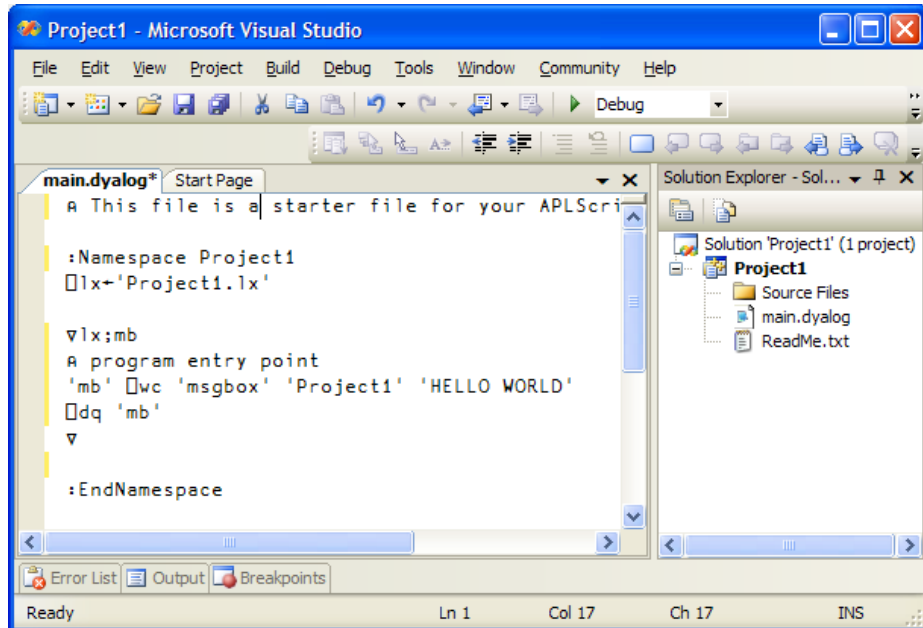 Project1 - Microsoft Visual Studio
File Edit View Project Build Debug Tools Window Community Help
Debug
main.dyalog* Start Page
⍝ This file is a starter file for your APLScri
:Namespace Project1
⎕lx←'Project1.lx'
∇lx;mb
⍝ program entry point
'mb' ⎕wc 'msgbox' 'Project1' 'HELLO WORLD'
⎕dq 'mb'
∇
:EndNamespace
Solution Explorer - Sol...
Solution 'Project1' (1 project)
Project1
Source Files
main.dyalog
ReadMe.txt
Error List Output Breakpoints
Ready Ln 1 Col 17 Ch 17 INS